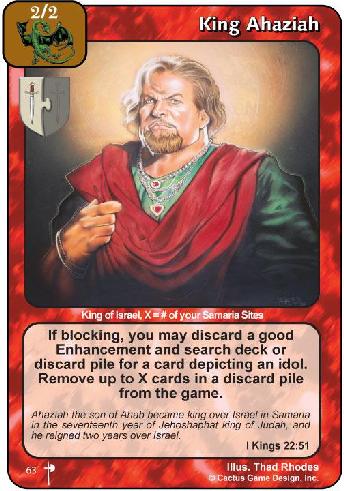 2/2
King Ahaziah
King of Israel, X = # of your Samaria Sites
If blocking, you may discard a good
Enhancement and search deck or
discard pile for a card depicting an idol.
Remove up to X cards in a discard pile
from the game.
Ahaziah the son of Ahab became king over Israel in Samaria
in the seventeenth year of Jehoshaphat king of Judah, and
he reigned two years over Israel.
I Kings 22:51
63
Illus. Thad Rhodes
© Cactus Game Design, Inc.